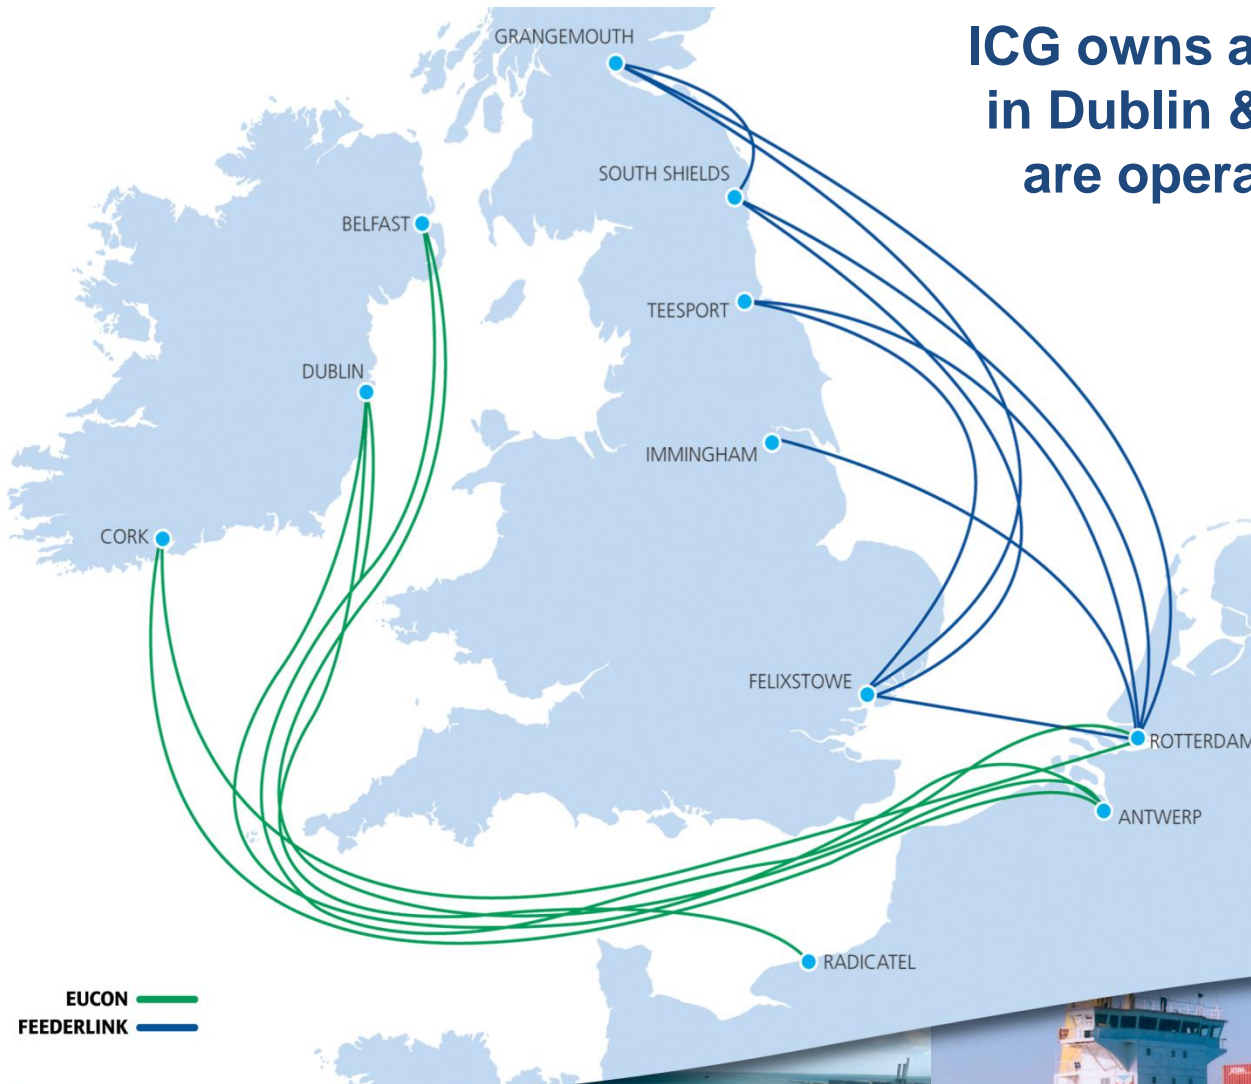 ICG owns a
in Dublin &
are opera
GRANGEMOUTH
SOUTH SHIELDS
BELFAST
TEESPORT
DUBLIN
IMMINGHAM
CORK
FELIXSTOWE
ROTTERDAM
ANTWERP
RADICATEL
EUCON
FEEDERLINK